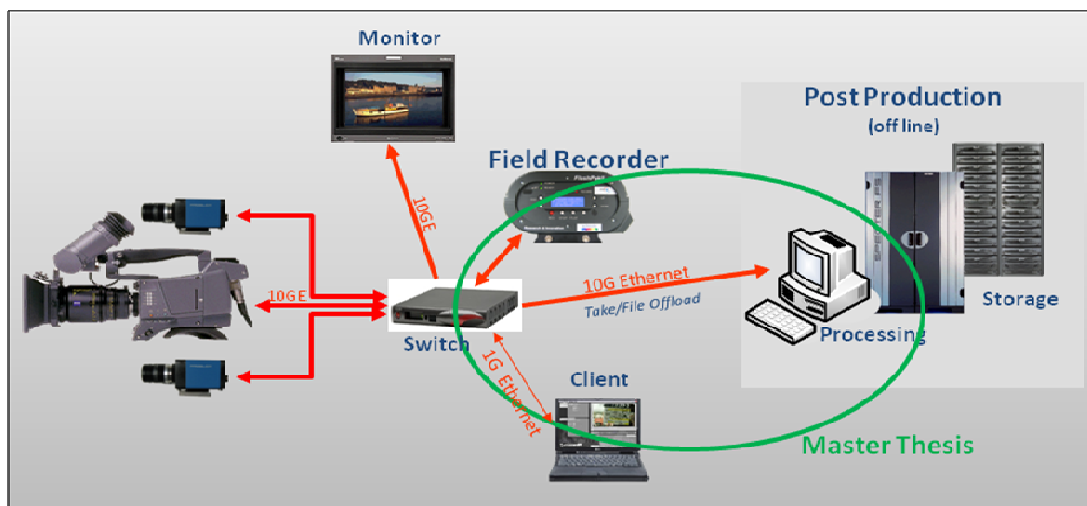 Monitor
Post Production
(off line)
Field Recorder
FlashPak
10GE
10G Ethernet
Take/File Offload
10GE
Storage
Processing
Switch
1G Ethernet
Client
Master Thesis